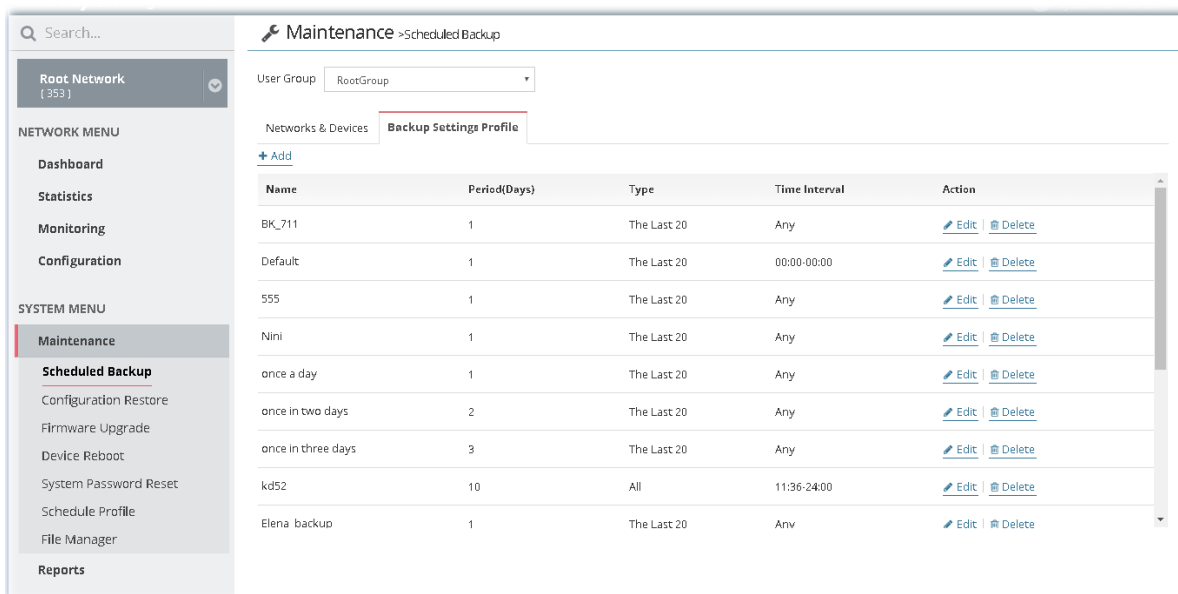 Search...
Root Network
[ 353 ]
NETWORK MENU
Dashboard
Statistics
Monitoring
Configuration
SYSTEM MENU
Maintenance
Scheduled Backup
Configuration Restore
Firmware Upgrade
Device Reboot
System Password Reset
Schedule Profile
File Manager
Reports
Maintenance >Scheduled Backup
User Group RootGroup
Networks & Devices Backup Settings Profile
+ Add
Name Period(Days) Type Time Interval Action
BK_711 1 The Last 20 Any Edit | Delete
Default 1 The Last 20 00:00-00:00 Edit | Delete
555 1 The Last 20 Any Edit | Delete
Nini 1 The Last 20 Any Edit | Delete
once a day 1 The Last 20 Any Edit | Delete
once in two days 2 The Last 20 Any Edit | Delete
once in three days 3 The Last 20 Any Edit | Delete
kd52 10 All 11:36-24:00 Edit | Delete
Elena_backup 1 The Last 20 Any Edit | Delete